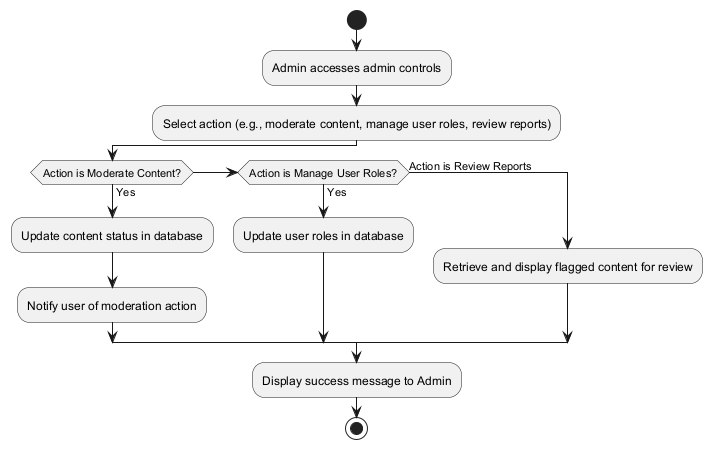 Admin accesses admin controls
Select action (e.g., moderate content, manage user roles, review reports)
Action is Moderate Content?
Yes
Action is Manage User Roles?
Yes
Action is Review Reports
Update content status in database
Update user roles in database
Retrieve and display flagged content for review
Notify user of moderation action
Display success message to Admin